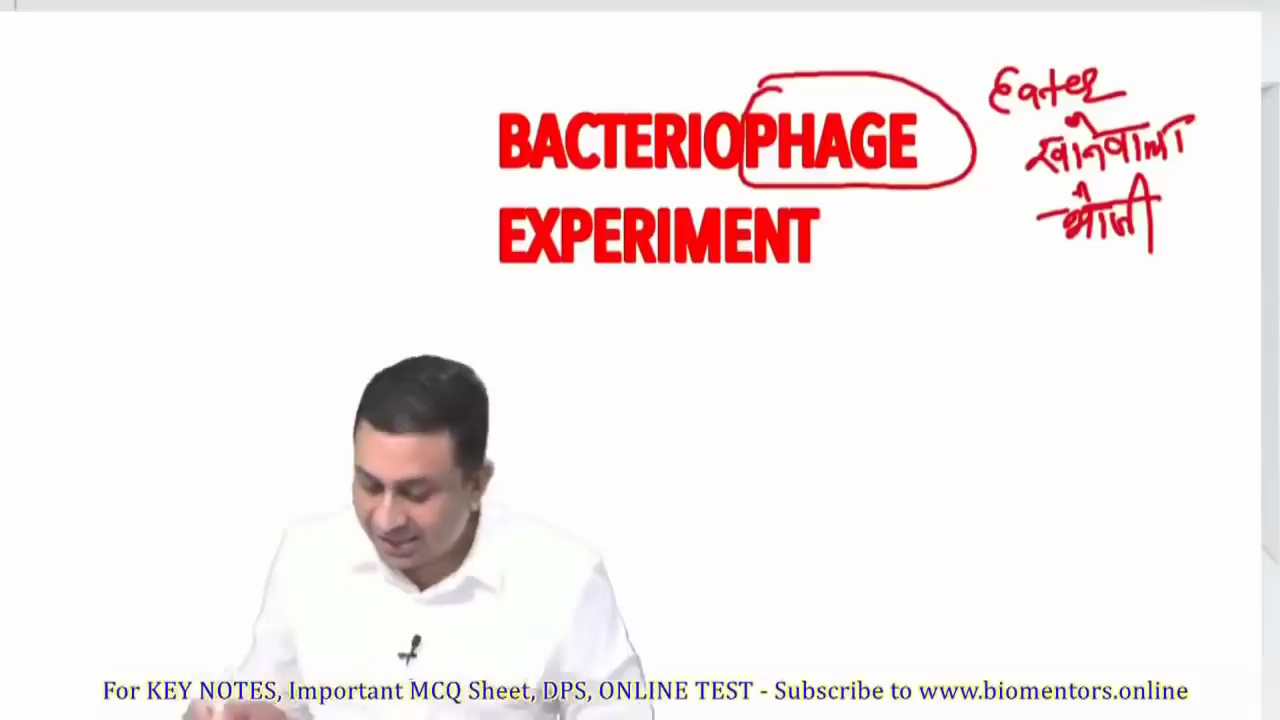 BACTERIOPHAGE
EXPERIMENT
Eater
खानेवाला
भोजी
For KEY NOTES, Important MCQ Sheet, DPS, ONLINE TEST - Subscribe to www.biomentors.online